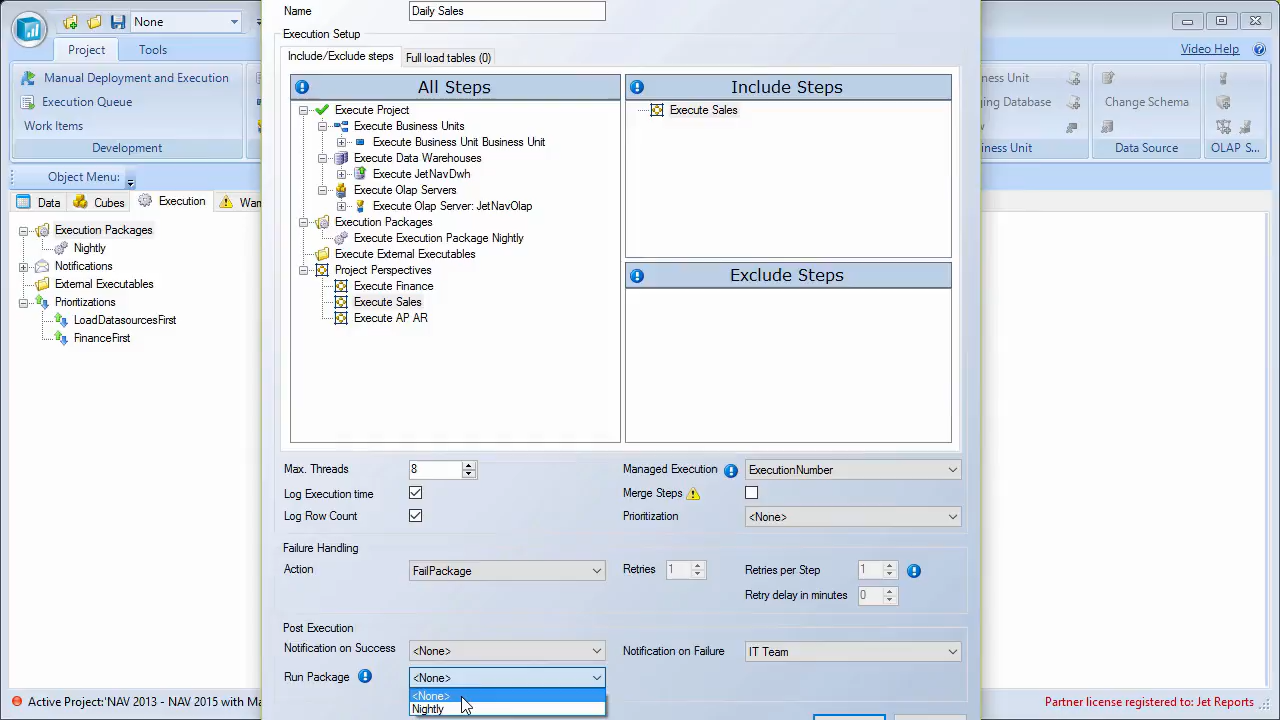 Name Daily Sales
None
Project Tools
Video Help
Execution Setup
Include/Exclude steps Full load tables (0)
Manual Deployment and Execution
Execution Queue
Work Items
Development
Change Schema
Business Unit
Data Source
OLAP S...
Object Menu:
Data Cubes Execution
All Steps
Execute Project
Execute Business Units
Execute Business Unit Business Unit
Execute Data Warehouses
Execute JetNavDwh
Execute Olap Servers
Execute Olap Server: JetNavOlap
Execution Packages
Execute Execution Package Nightly
Execute External Executables
Project Perspectives
Execute Finance
Execute Sales
Execute AP AR
Include Steps
Execute Sales
Exclude Steps
Execution Packages
Nightly
Notifications
External Executables
Prioritizations
LoadDatasourcesFirst
FinanceFirst
Max. Threads 8
Managed Execution ExecutionNumber
Log Execution time
Merge Steps
Log Row Count
Prioritization <None>
Failure Handling
Action FailPackage
Retries 1
Retries per Step 1
Retry delay in minutes 0
Post Execution
Notification on Success <None>
Notification on Failure IT Team
Run Package <None>
<None>
Nightly
Active Project:'NAV 2013 - NAV 2015 with Ma
Partner license registered to: Jet Reports